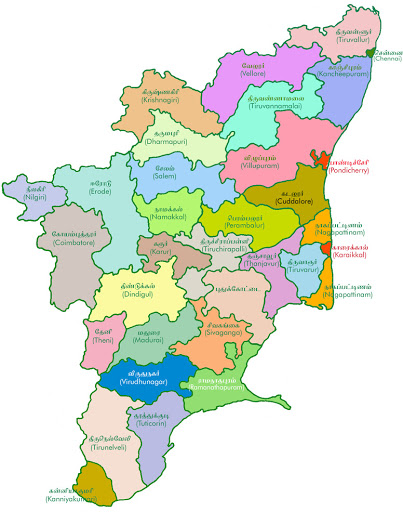 திருவள்ளூர்
(Tiruvallur)
சென்னை
(Chennai)
வேலூர்
(Vellore)
காஞ்சிபுரம்
(Kancheepuram)
கிருஷ்ணகிரி
(Krishnagiri)
திருவண்ணாமலை
(Tiruvannamalai)
தர்மபுரி
(Dharmapuri)
விழுப்புரம்
(Villupuram)
பாண்டிச்சேரி
(Pondicherry)
சேலம்
(Salem)
நீலகிரி
(Nilgiri)
ஈரோடு
(Erode)
கடலூர்
(Cuddalore)
நாமக்கல்
(Namakkal)
பெரம்பலூர்
(Perambalur)
நாகப்பட்டிணம்
(Nagapattinam)
கோயம்புத்தூர்
(Coimbatore)
கரூர்
(Karur)
திருச்சிராப்பள்ளி
(Tiruchirapalli)
தஞ்சாவூர்
(Thanjavur)
திருவாரூர்
(Tiruvarur)
காரைக்கால்
(Karaikkal)
நாகப்பட்டிணம்
(Nagapattinam)
திண்டுக்கல்
(Dindigul)
புதுக்கோட்டை
தேனி
(Theni)
மதுரை
(Madurai)
சிவகங்கை
(Sivaganga)
விருதுநகர்
(Virudhunagar)
ராமநாதபுரம்
(Ramanathapuram)
திருநெல்வேலி
(Tirunelveli)
தூத்துக்குடி
(Tuticorin)
கன்னியாகுமரி
(Kanniyakumari)